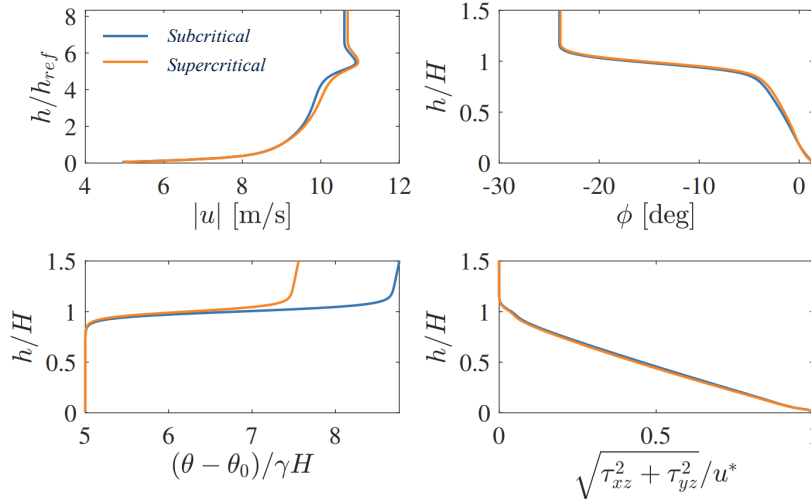 8
6
4
2
0
h/h_ref
Subcritical
Supercritical
4 6 8 10 12
|u| [m/s]
1.5
1
0.5
0
h/H
-30 -20 -10 0
ϕ [deg]
1.5
1
0.5
0
h/H
5 6 7 8
(θ − θ₀)/γH
1.5
1
0.5
0
h/H
0 0.5 1
√τ²_xz + τ²_yz/u*